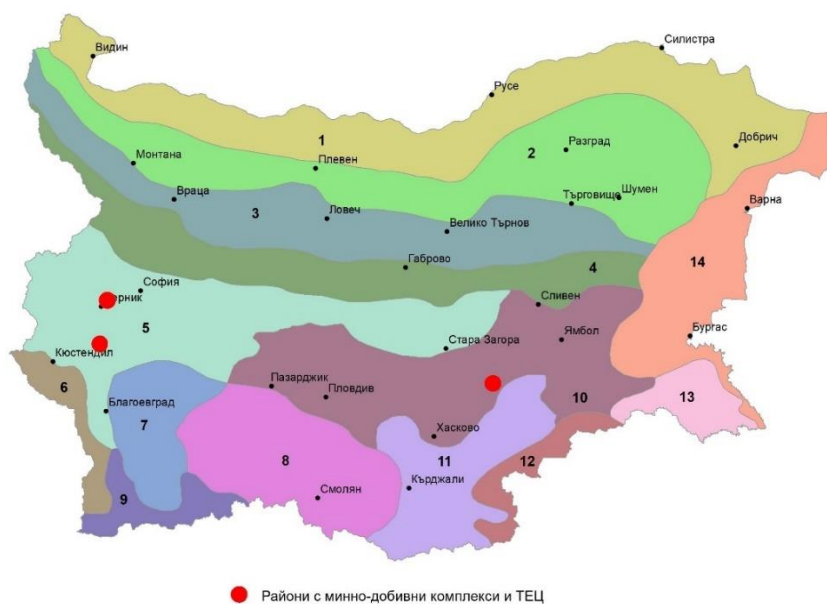 Видин
Силистра
Русе
1
2
Разград
Добрич
Монтана
Плевен
Враца
Търговище
Шумен
Варна
3
Ловеч
Велико Търнов
Габрово
4
14
София
ерник
5
Сливен
Ямбол
Бургас
Стара Загора
Кюстендил
6
Пазарджик
Пловдив
10
13
Благоевград
7
Хасково
8
11
12
Кърджали
9
Смолян
Райони с минно-добивни комплекси и ТЕЦ